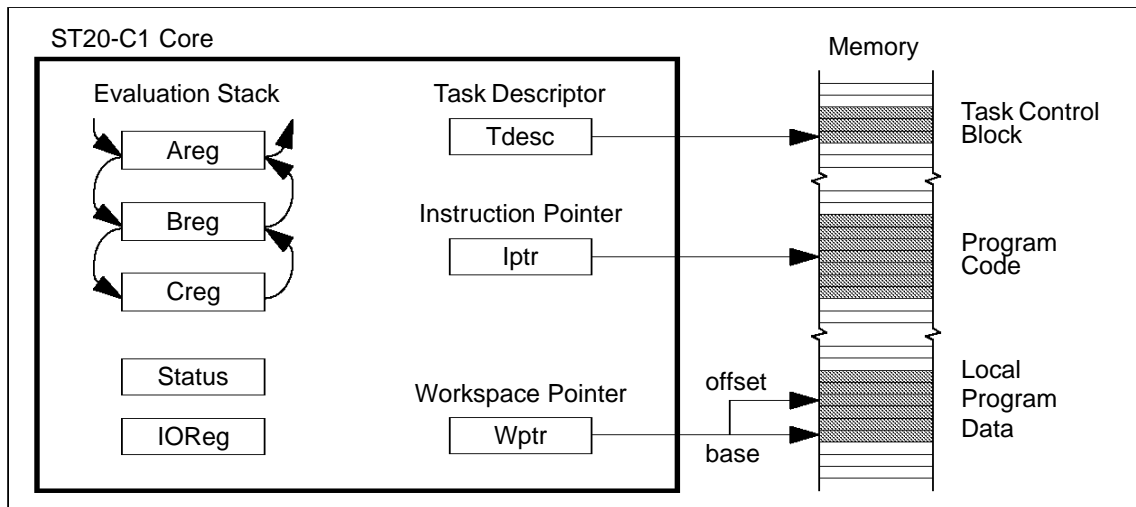 ST20-C1 Core
Memory
Evaluation Stack
Task Descriptor
Areg
Tdesc
Task Control
Block
Breg
Instruction Pointer
Iptr
Program
Code
Creg
Status
Workspace Pointer
offset
Local
Program
Data
IOReg
Wptr
base